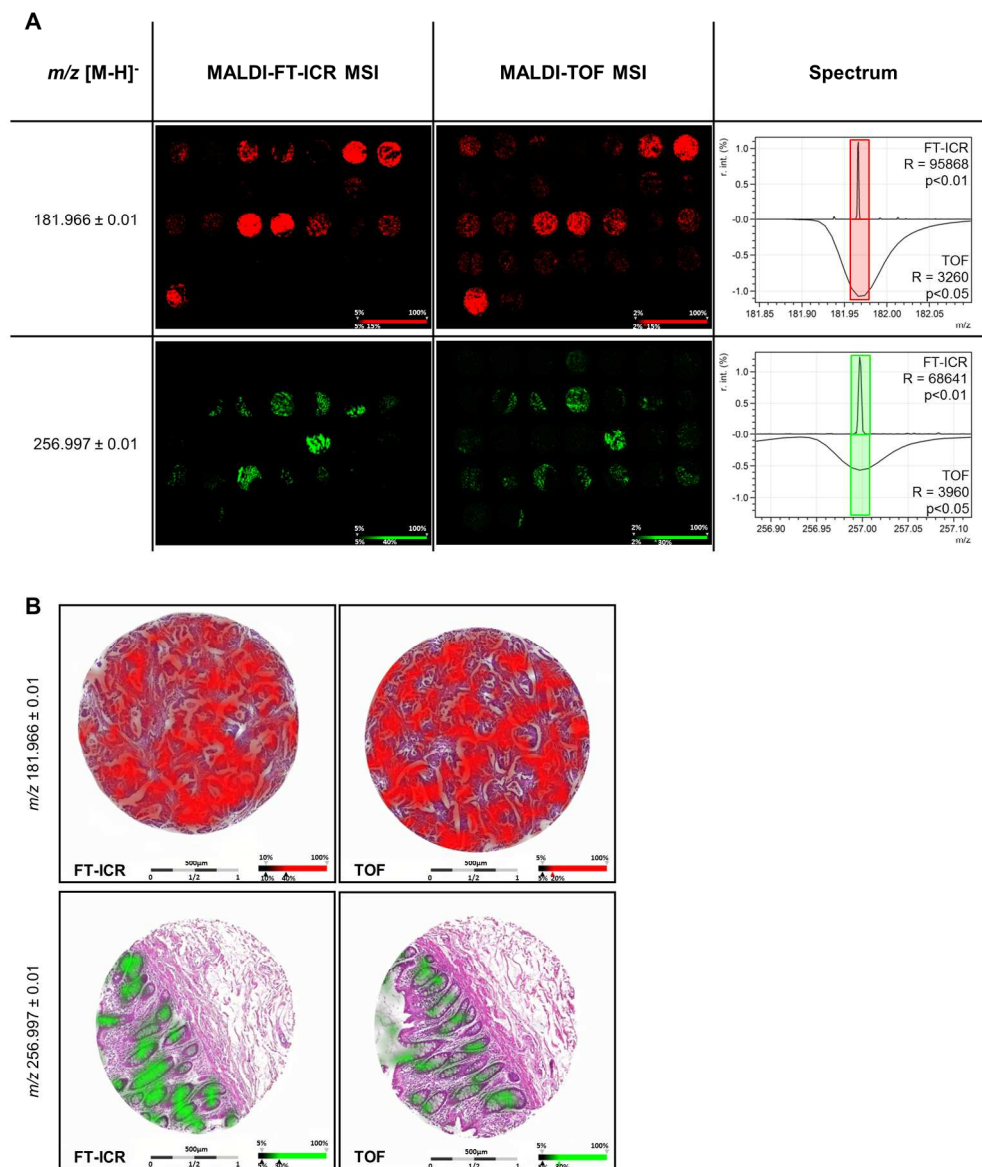 A
m/z [M-H]-
MALDI-FT-ICR MSI
MALDI-TOF MSI
Spectrum
181.966 ± 0.01
5% 100%
5% 15%
2% 100%
2% 15%
r. int. (%)
FT-ICR
R = 95868
p<0.01
1.0
0.5
-0.0
-0.5
-1.0
TOF
R = 3260
p<0.05
181.85 181.90 181.95 182.00 182.05
m/z
256.997 ± 0.01
5% 100%
5% 40%
2% 100%
2% 30%
r. int. (%)
FT-ICR
R = 68641
p<0.01
1.0
0.5
-0.0
-0.5
-1.0
TOF
R = 3960
p<0.05
256.90 256.95 257.00 257.05 257.10
m/z
B
m/z 181.966 ± 0.01
FT-ICR
500µm
0 1/2 1
10% 100%
10% 40%
TOF
500µm
0 1/2 1
5% 100%
5% 20%
m/z 256.997 ± 0.01
FT-ICR
500µm
0 1/2 1
5% 100%
5% 30%
TOF
500µm
0 1/2 1
5% 100%